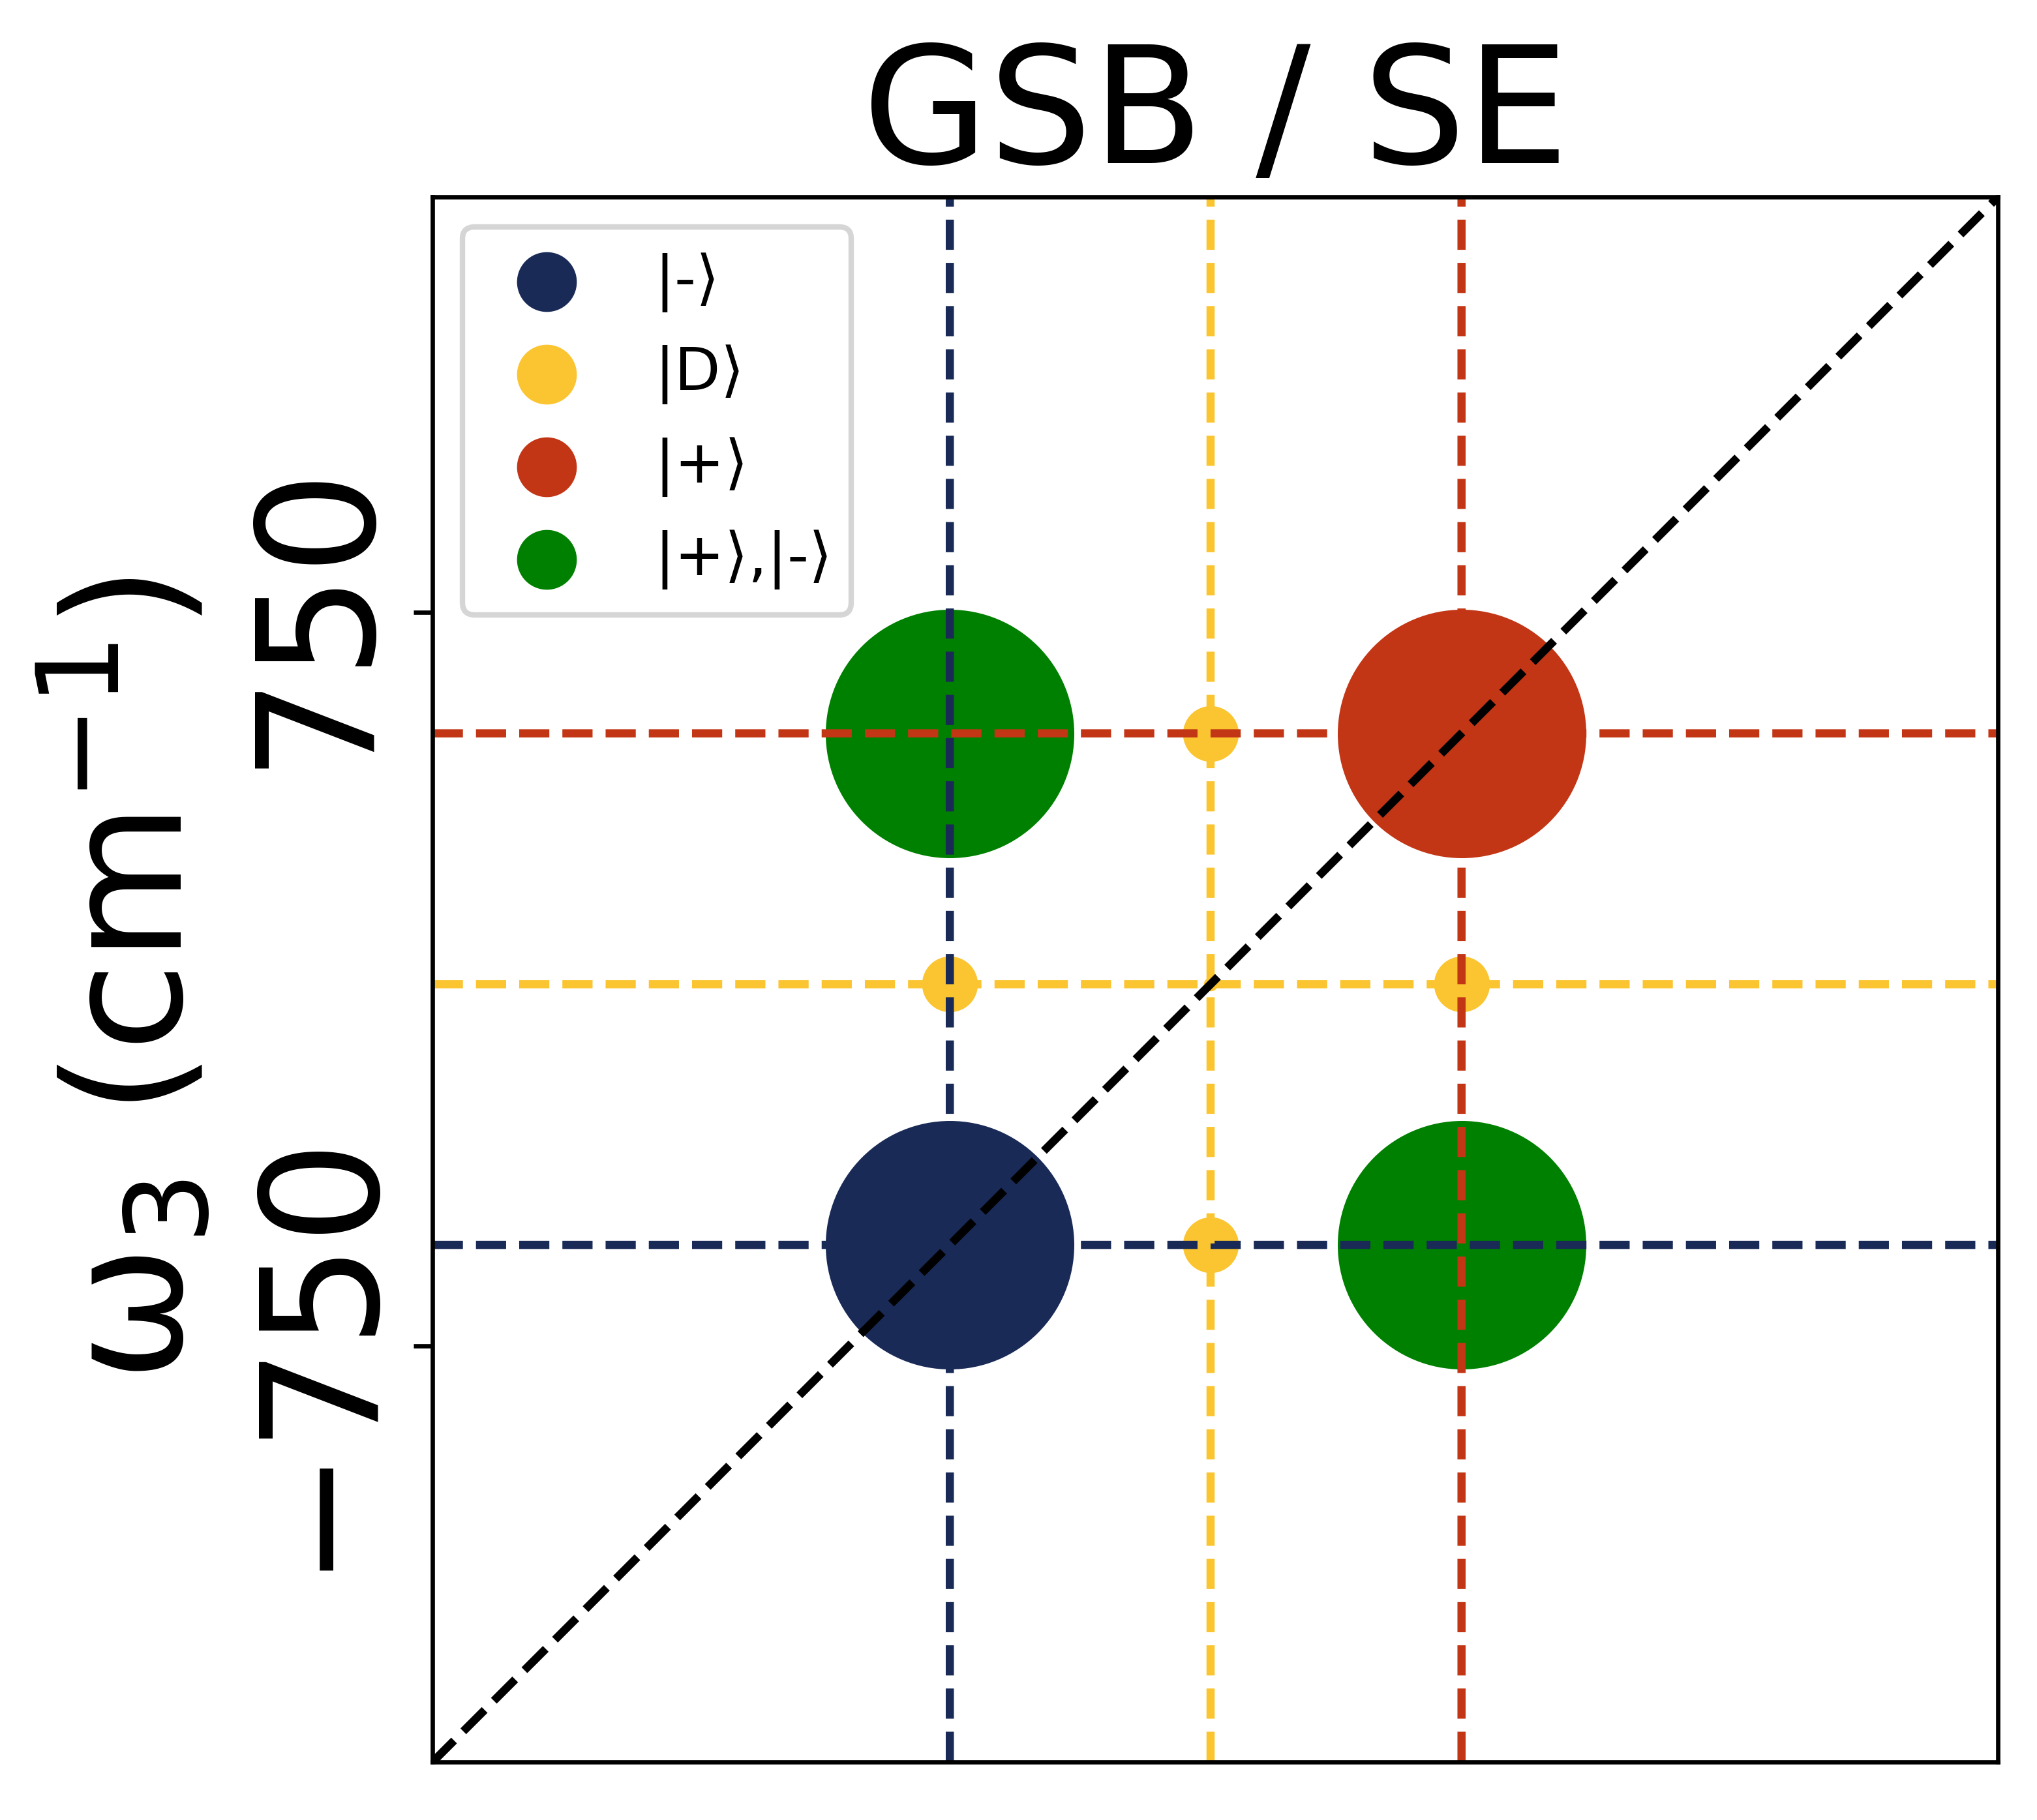 GSB / SE
|-⟩
|D⟩
|+⟩
|+⟩,|-⟩
750
−750
ω₃ (cm⁻¹)